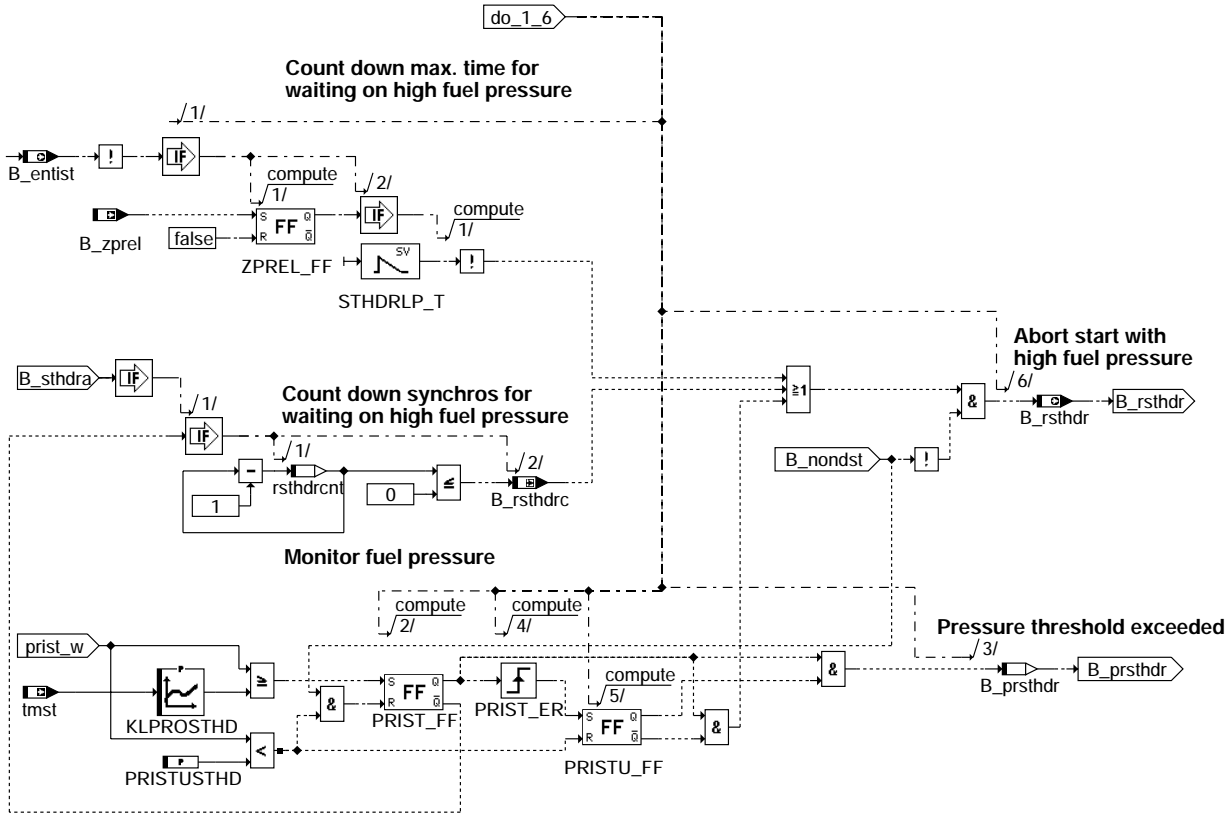 do_1_6
Count down max. time for
waiting on high fuel pressure
1/
B_entist
!
IF
compute
1/
2/
IF
compute
1/
B_zprel
S
Q
FF
R
Q
false
ZPREL_FF
SV
!
STHDRLP_T
Abort start with
high fuel pressure
B_sthdra
IF
1/
Count down synchros for
waiting on high fuel pressure
≥1
&
6/
B_rsthdr
B_rsthdr
IF
1/
2/
B_nondst
!
-
rsthdrcnt
≤
1
0
B_rsthdrc
Monitor fuel pressure
compute
2/
compute
4/
Pressure threshold exceeded
3/
prist_w
P
≥
B_prsthdr
B_prsthdr
&
tmst
KLPROSTHD
&
S
Q
FF
R
Q
PRIST_FF
PRIST_ER
compute
5/
S
Q
FF
R
Q
&
<
P
PRISTUSTHD
PRISTU_FF